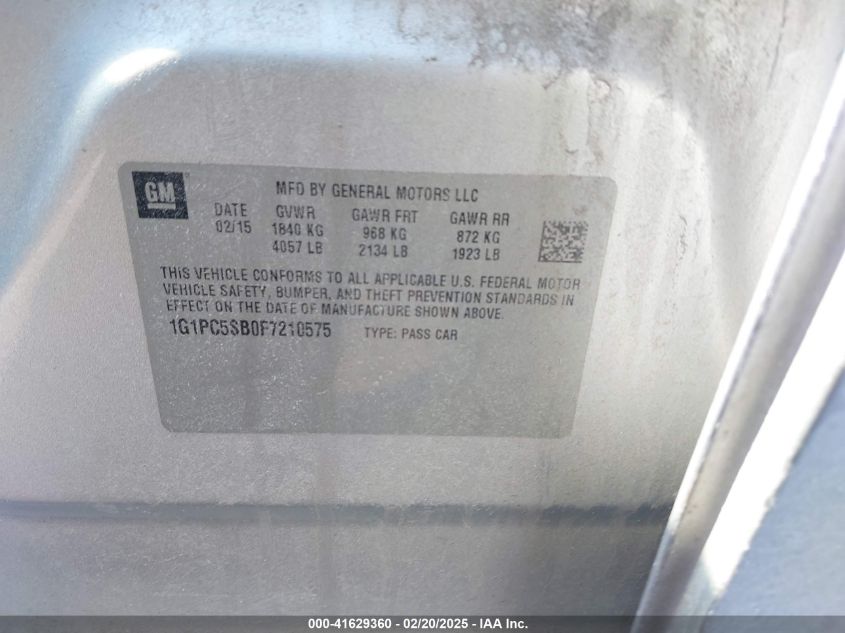 GM
MFD BY GENERAL MOTORS LLC
DATE GVWR GAWR FRT GAWR RR
02/15 1840 KG 968 KG 872 KG
4057 LB 2134 LB 1923 LB
THIS VEHICLE CONFORMS TO ALL APPLICABLE U.S. FEDERAL MOTOR
VEHICLE SAFETY, BUMPER, AND THEFT PREVENTION STANDARDS IN
EFFECT ON THE DATE OF MANUFACTURE SHOWN ABOVE.
1G1PC5SB0F7210575 TYPE: PASS CAR
000-41629360 - 02/20/2025 - IAA Inc.